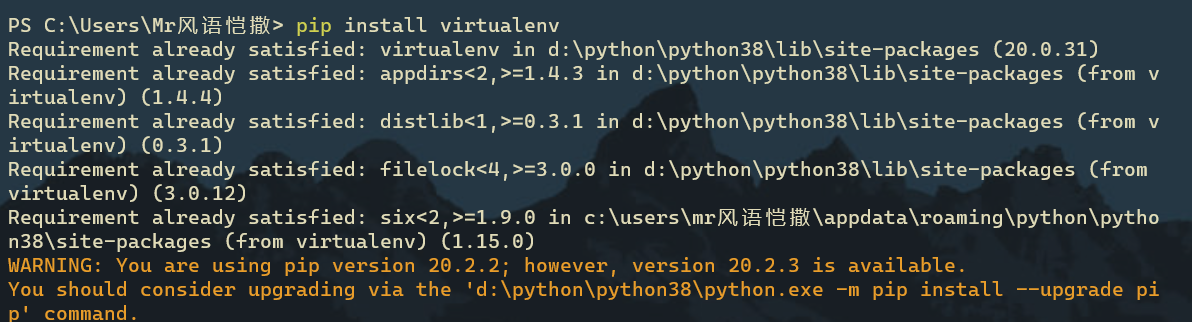 PS C:\Users\Mr风语恺撒> pip install virtualenv
Requirement already satisfied: virtualenv in d:\python\python38\lib\site-packages (20.0.31)
Requirement already satisfied: appdirs<2,>=1.4.3 in d:\python\python38\lib\site-packages (from v
irtualenv) (1.4.4)
Requirement already satisfied: distlib<1,>=0.3.1 in d:\python\python38\lib\site-packages (from v
irtualenv) (0.3.1)
Requirement already satisfied: filelock<4,>=3.0.0 in d:\python\python38\lib\site-packages (from
virtualenv) (3.0.12)
Requirement already satisfied: six<2,>=1.9.0 in c:\users\mr风语恺撒\appdata\roaming\python\pytho
n38\site-packages (from virtualenv) (1.15.0)
WARNING: You are using pip version 20.2.2; however, version 20.2.3 is available.
You should consider upgrading via the 'd:\python\python38\python.exe -m pip install --upgrade pi
p' command.